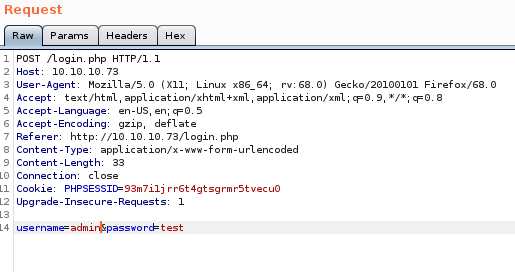 Request
Raw Params Headers Hex
1 POST /login.php HTTP/1.1
2 Host: 10.10.10.73
3 User-Agent: Mozilla/5.0 (X11; Linux x86_64; rv:68.0) Gecko/20100101 Firefox/68.0
4 Accept: text/html,application/xhtml+xml,application/xml;q=0.9,*/*;q=0.8
5 Accept-Language: en-US,en;q=0.5
6 Accept-Encoding: gzip, deflate
7 Referer: http://10.10.10.73/login.php
8 Content-Type: application/x-www-form-urlencoded
9 Content-Length: 33
10 Connection: close
11 Cookie: PHPSESSID=93m7i1jrr6t4gtsgrmr5tvecu0
12 Upgrade-Insecure-Requests: 1
13
14 username=admin&password=test